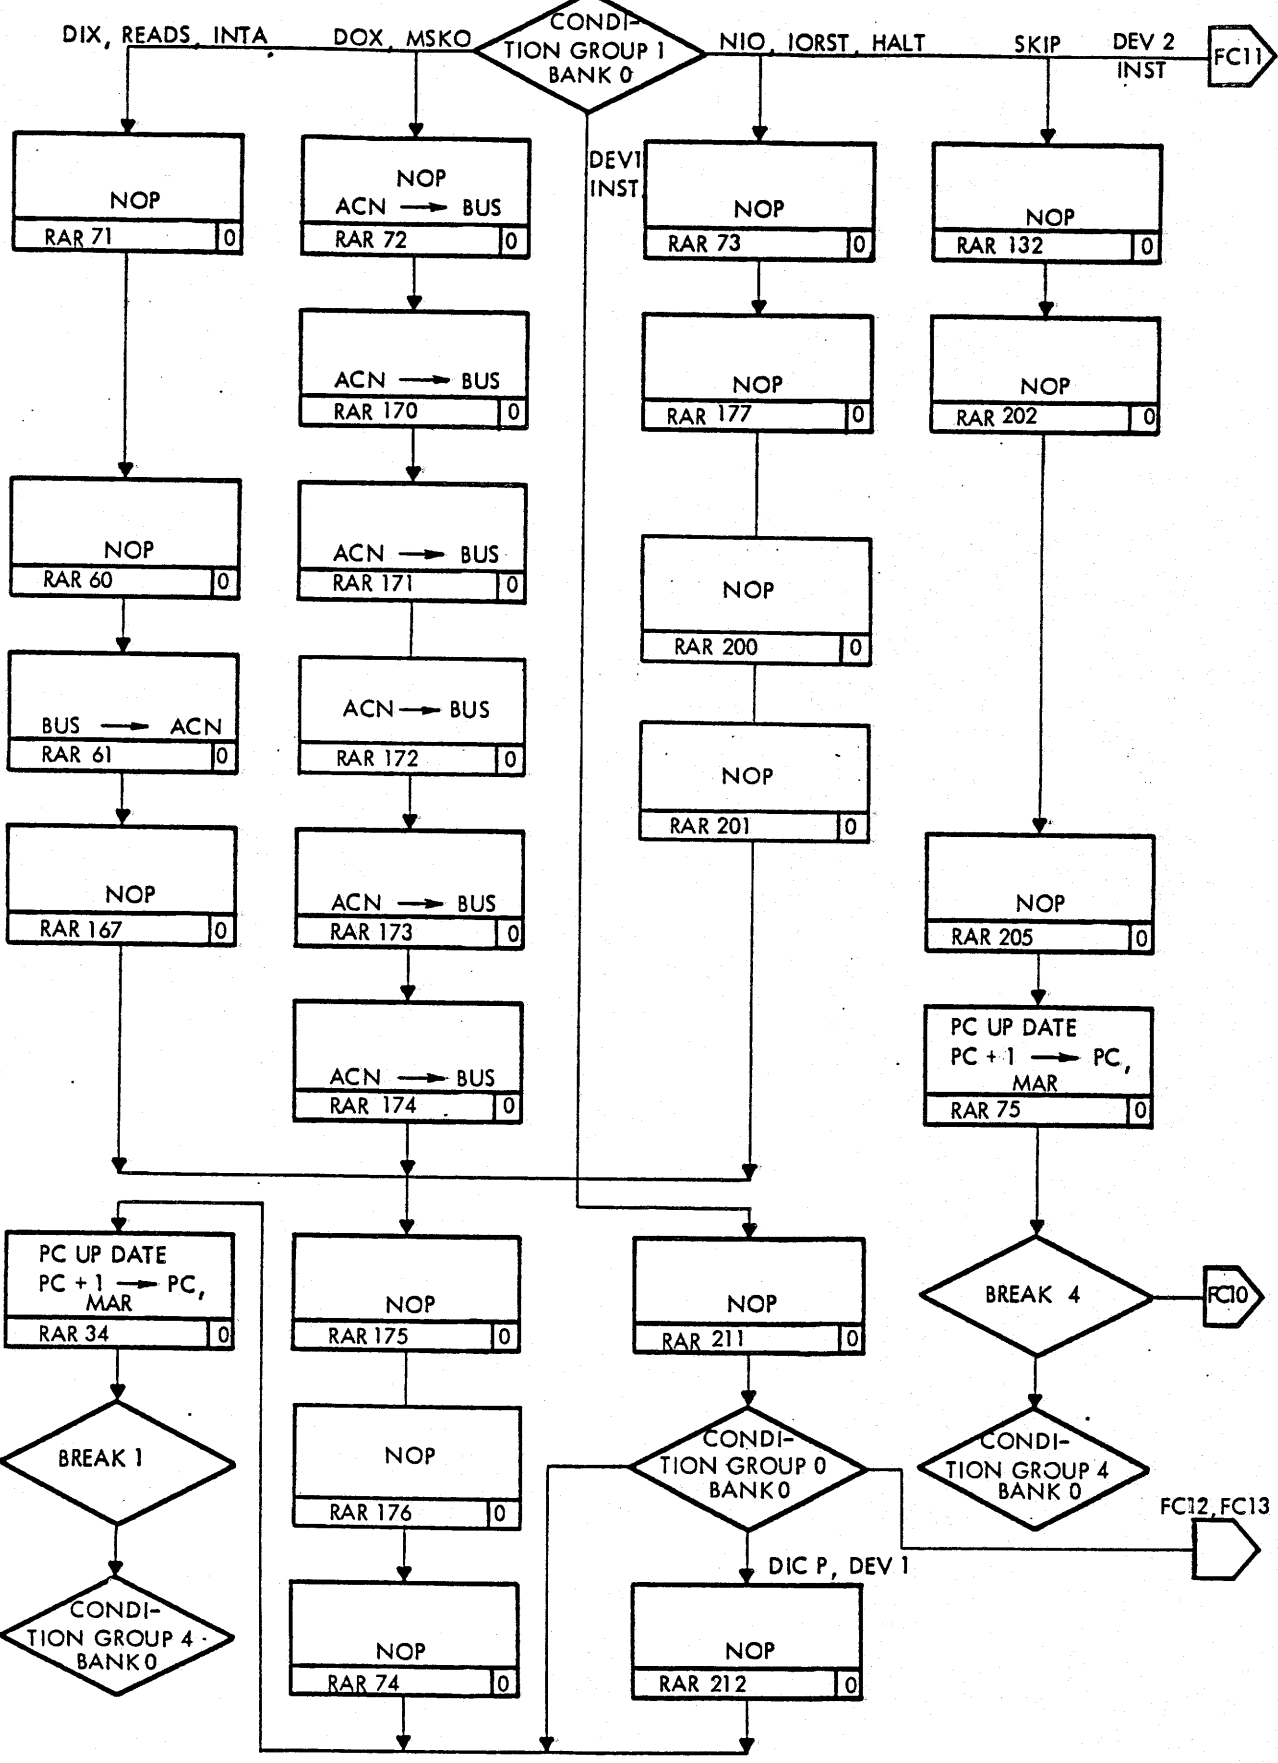 CONDI-
TION GROUP 1
BANK 0
DIX, READS, INTA
DOX, MSKO
NIO, IORST, HALT
SKIP
DEV 2
INST
FC11
DEV1
INST
NOP
RAR 71 0
NOP
ACN → BUS
RAR 72 0
NOP
RAR 73 0
NOP
RAR 132 0
ACN → BUS
RAR 170 0
NOP
RAR 177 0
NOP
RAR 202 0
NOP
RAR 60 0
ACN → BUS
RAR 171 0
NOP
RAR 200 0
BUS → ACN
RAR 61 0
ACN → BUS
RAR 172 0
NOP
RAR 201 0
NOP
RAR 167 0
ACN → BUS
RAR 173 0
NOP
RAR 205 0
ACN → BUS
RAR 174 0
PC UP DATE
PC + 1 → PC,
MAR
RAR 75 0
PC UP DATE
PC + 1 → PC,
MAR
RAR 34 0
NOP
RAR 175 0
NOP
RAR 211 0
BREAK 4
FC10
BREAK 1
NOP
RAR 176 0
CONDI-
TION GROUP 0
BANK 0
CONDI-
TION GROUP 4
BANK 0
FC12, FC13
DIC P, DEV 1
CONDI-
TION GROUP 4
BANK 0
NOP
RAR 74 0
NOP
RAR 212 0